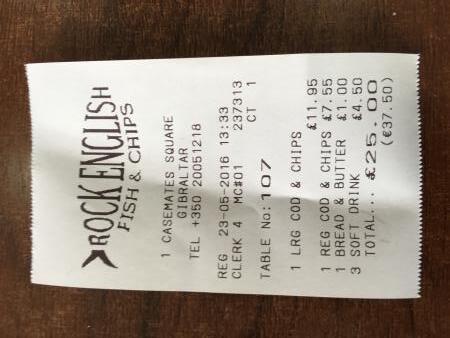 ROCK ENGLISH
FISH & CHIPS
1 CASEMATES SQUARE
GIBRALTAR
TEL +350 20051218
REG 23-05-2016 13:33
CLERK 4 MC#01 237313
CT 1
TABLE No: 107
1 LRG COD & CHIPS
£11.95
1 REG COD & CHIPS £7.55
1 BREAD & BUTTER £1.00
3 SOFT DRINK £4.50
TOTAL... £25.00
(€37.50)